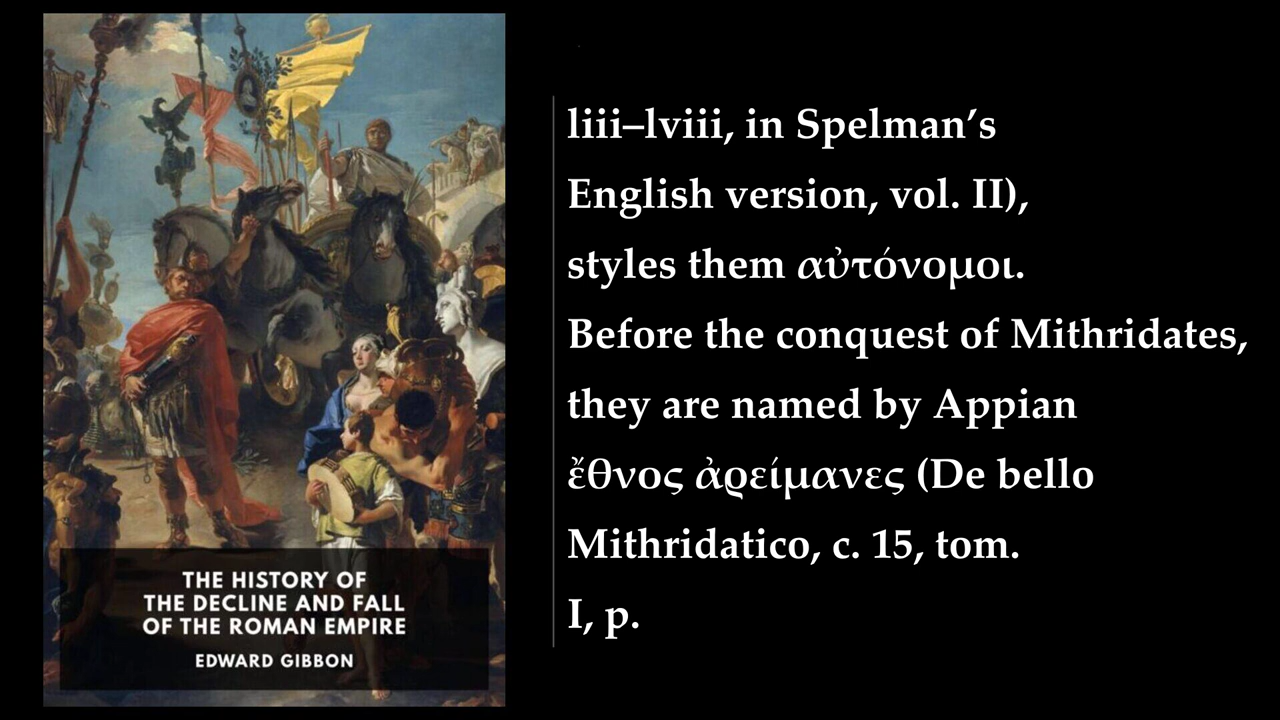 THE HISTORY OF
THE DECLINE AND FALL
OF THE ROMAN EMPIRE
EDWARD GIBBON
liii–lviii, in Spelman’s
English version, vol. II),
styles them αὐτόνομοι.
Before the conquest of Mithridates,
they are named by Appian
ἔθνος ἀρείμανες (De bello
Mithridatico, c. 15, tom.
I, p.